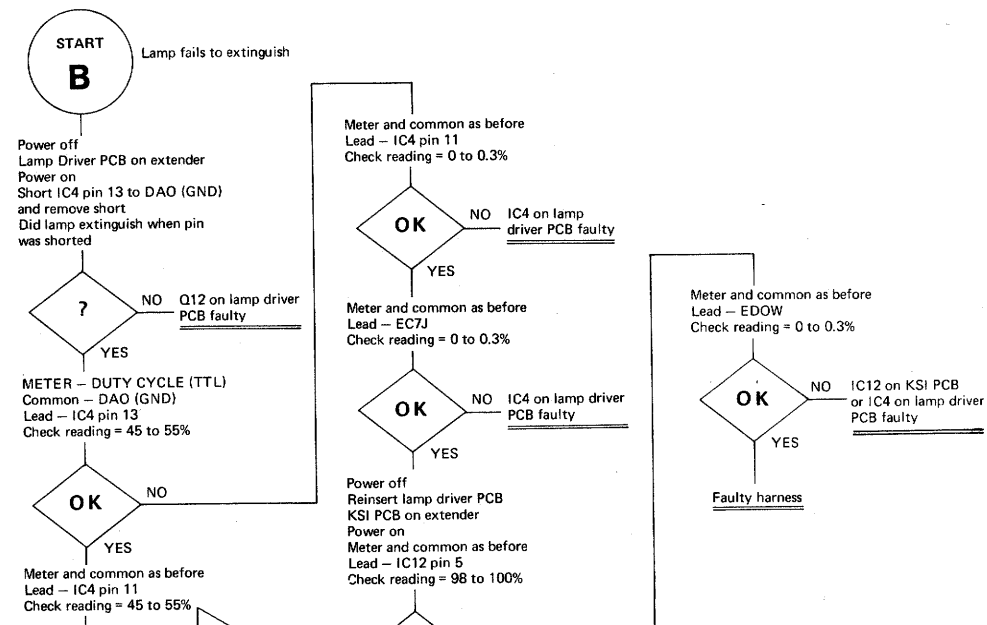 START
B
Lamp fails to extinguish
Power off
Lamp Driver PCB on extender
Power on
Short IC4 pin 13 to DAO (GND)
and remove short
Did lamp extinguish when pin
was shorted
?
NO
Q12 on lamp driver
PCB faulty
YES
METER – DUTY CYCLE (TTL)
Common – DAO (GND)
Lead – IC4 pin 13
Check reading = 45 to 55%
OK
NO
YES
Meter and common as before
Lead – IC4 pin 11
Check reading = 45 to 55%
Meter and common as before
Lead – IC4 pin 11
Check reading = 0 to 0.3%
OK
NO
IC4 on lamp
driver PCB faulty
YES
Meter and common as before
Lead – EC7J
Check reading = 0 to 0.3%
OK
NO
IC4 on lamp driver
PCB faulty
YES
Power off
Reinsert lamp driver PCB
KSI PCB on extender
Power on
Meter and common as before
Lead – IC12 pin 5
Check reading = 98 to 100%
Meter and common as before
Lead – EDOW
Check reading = 0 to 0.3%
OK
NO
IC12 on KSI PCB
or IC4 on lamp driver
PCB faulty
YES
Faulty harness